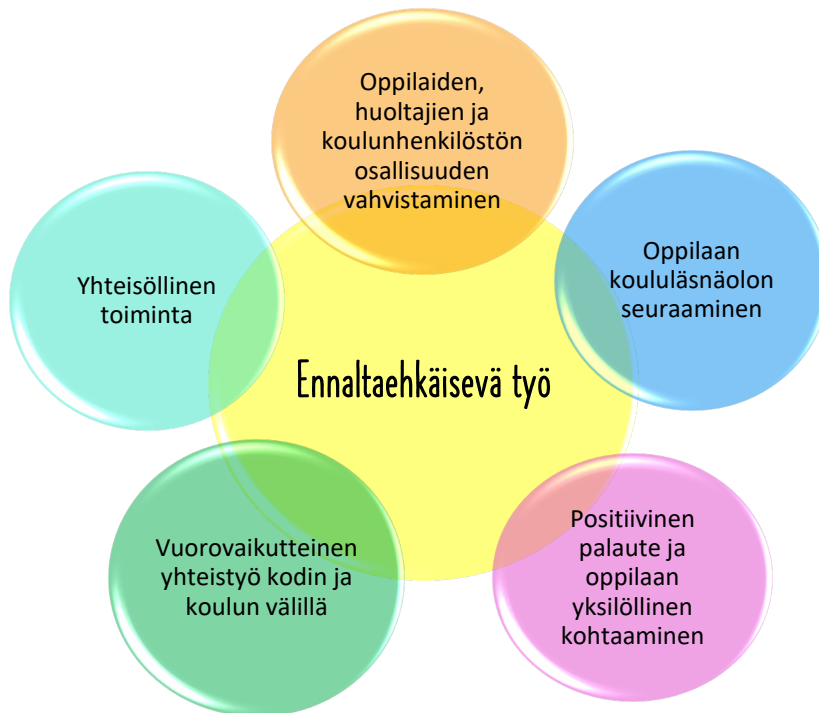 Oppilaiden,
huoltajien ja
koulunhenkilöstön
osallisuuden
vahvistaminen
Oppilaan
koululäsnäolon
seuraaminen
Yhteisöllinen
toiminta
Ennaltaehkäisevä työ
Positiivinen
palaute ja
oppilaan
yksilöllinen
kohtaaminen
Vuorovaikutteinen
yhteistyö kodin ja
koulun välillä